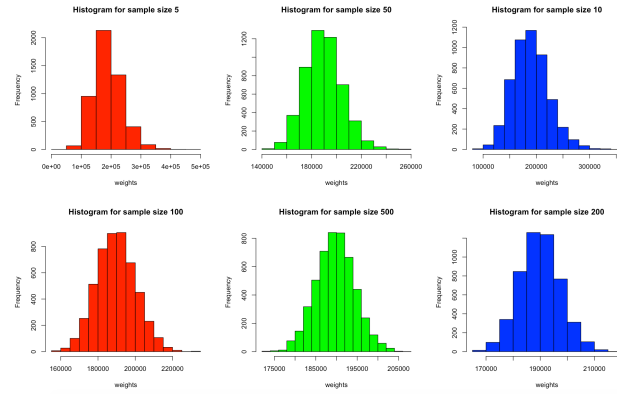 Histogram for sample size 5
Frequency
0 500 1000 1500 2000
0e+00 1e+05 2e+05 3e+05 4e+05 5e+05
weights
Histogram for sample size 50
Frequency
0 200 400 600 800 1200
140000 180000 220000 260000
weights
Histogram for sample size 10
Frequency
0 200 400 600 800 1200
100000 200000 300000
weights
Histogram for sample size 100
Frequency
0 200 400 600 800
160000 180000 200000 220000
weights
Histogram for sample size 500
Frequency
0 200 400 600 800
175000 185000 195000 205000
weights
Histogram for sample size 200
Frequency
0 200 400 600 800 1200
170000 190000 210000
weights